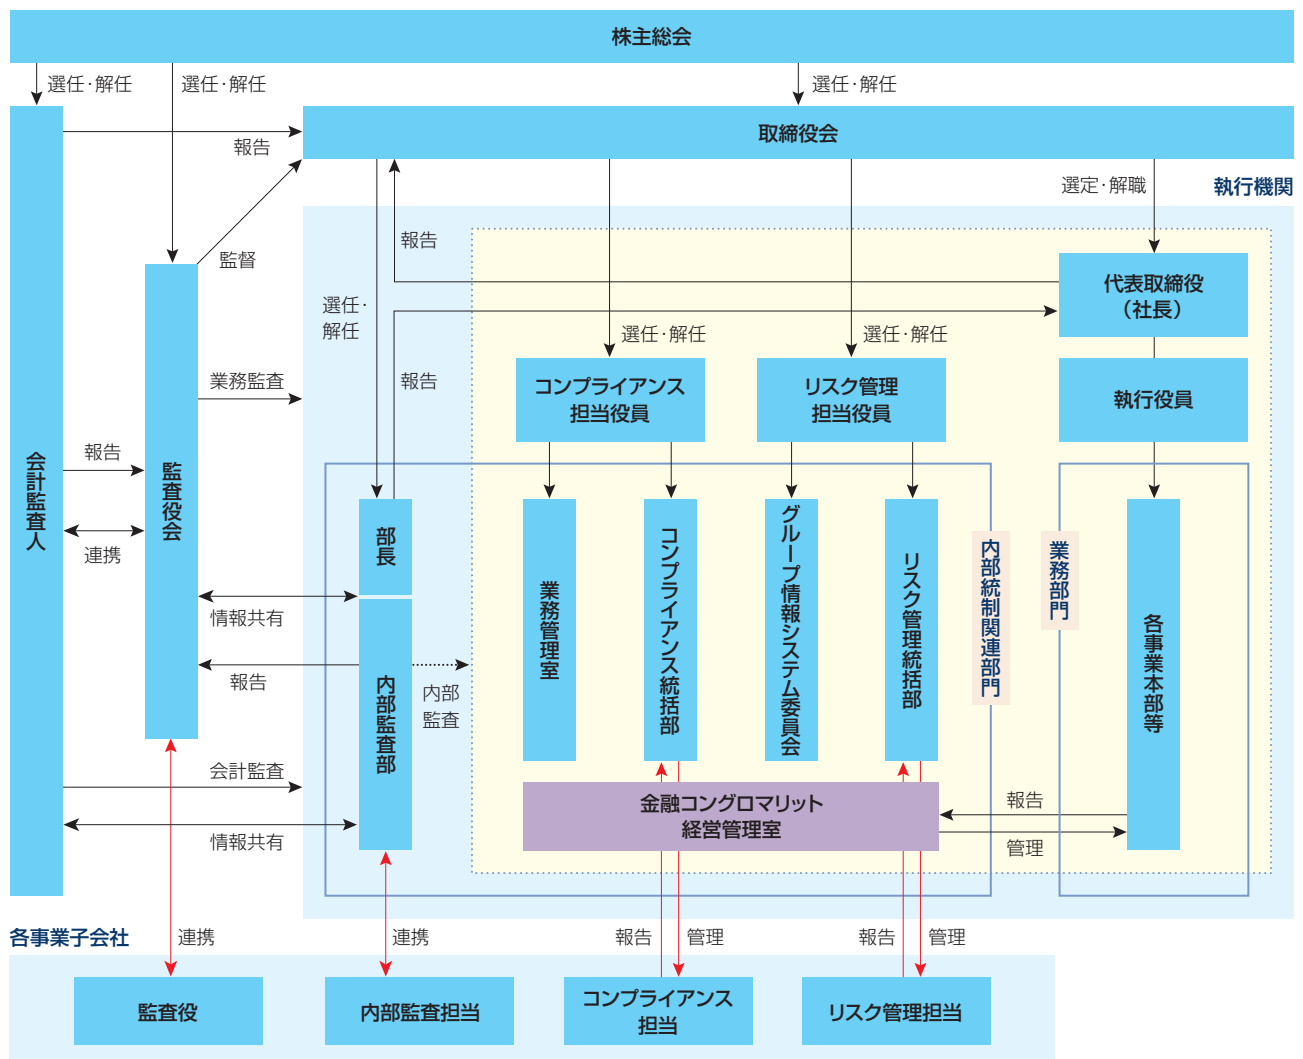 株主総会
選任・解任
選任・解任
選任・解任
取締役会
報告
選定・解職
執行機関
監督
報告
代表取締役
（社長）
選任・
解任
選任・解任
選任・解任
報告
業務監査
コンプライアンス
担当役員
リスク管理
担当役員
執行役員
会計監査人
報告
監査役会
連携
部長
業務管理室
コンプライアンス統括部
グループ情報システム委員会
リスク管理統括部
内部統制関連部門
業務部門
各事業本部等
情報共有
報告
内部監査部
内部
監査
会計監査
情報共有
金融コングロマリット
経営管理室
報告
管理
各事業子会社
連携
連携
報告
管理
報告
管理
監査役
内部監査担当
コンプライアンス
担当
リスク管理担当